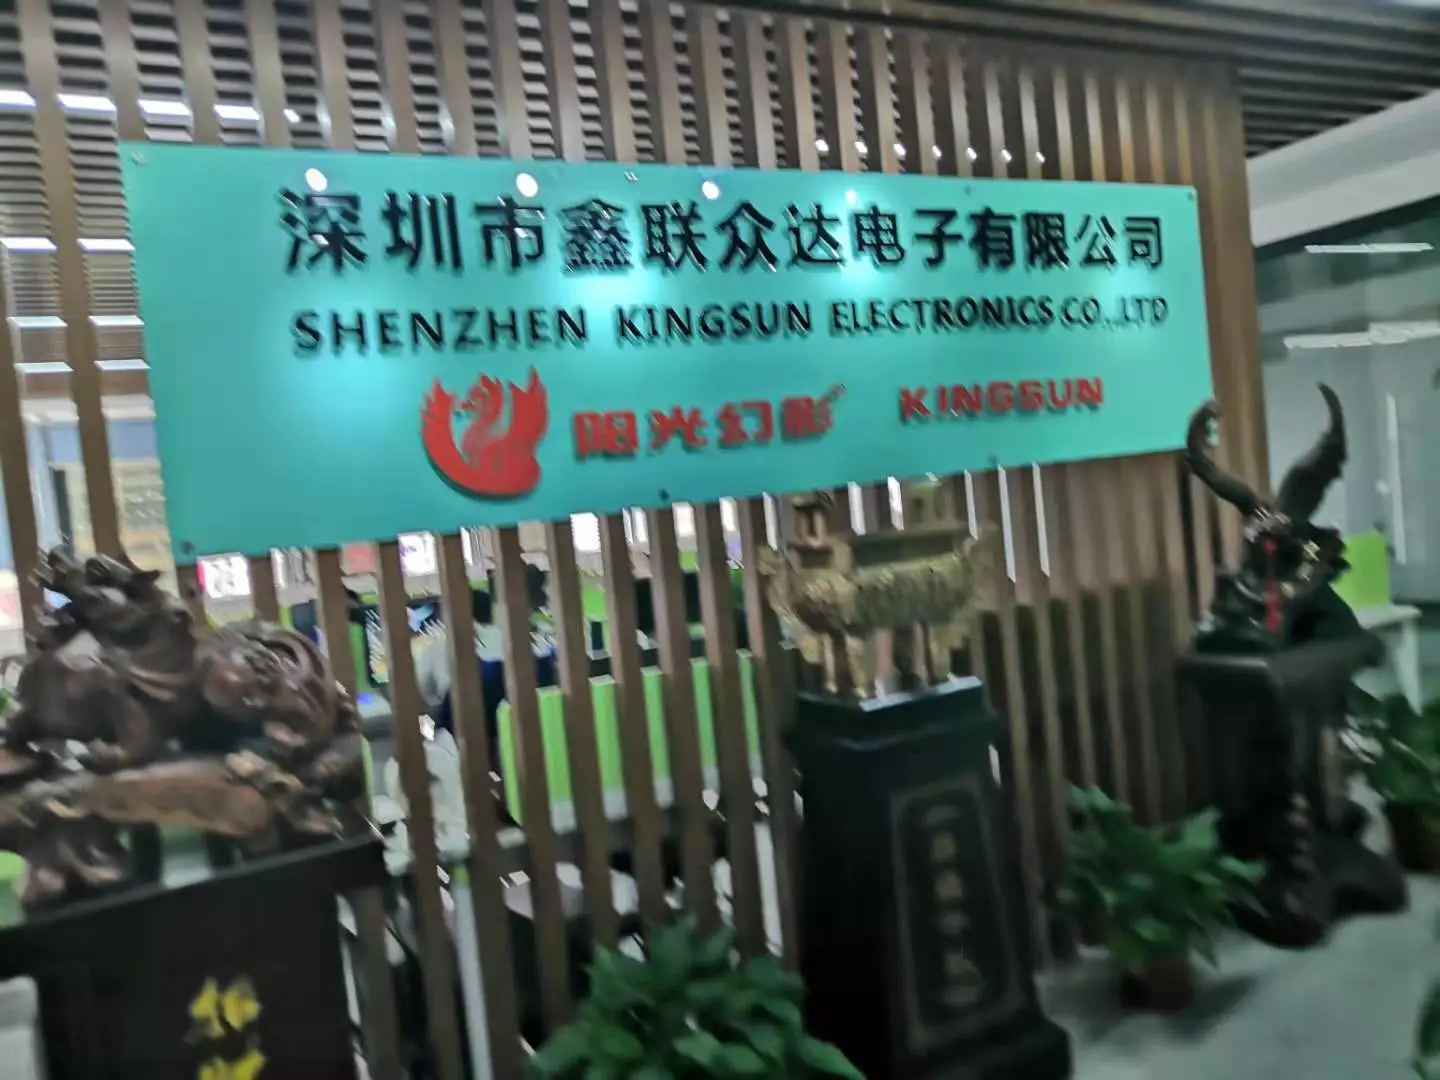 深圳市鑫联众达电子有限公司
SHENZHEN KINGSUN ELECTRONICS CO.,LTD
阳光幻影 KINGSUN